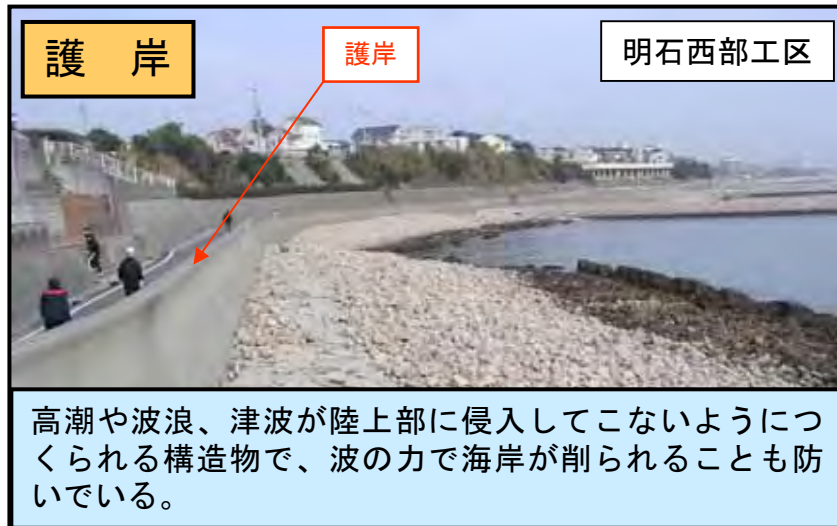 護　岸
護岸
明石西部工区
高潮や波浪、津波が陸上部に侵入してこないようにつ
くられる構造物で、波の力で海岸が削られることも防
いでいる。